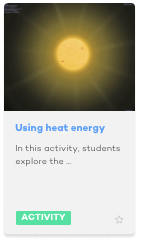 Using heat energy
In this activity, students
explore the ...
ACTIVITY